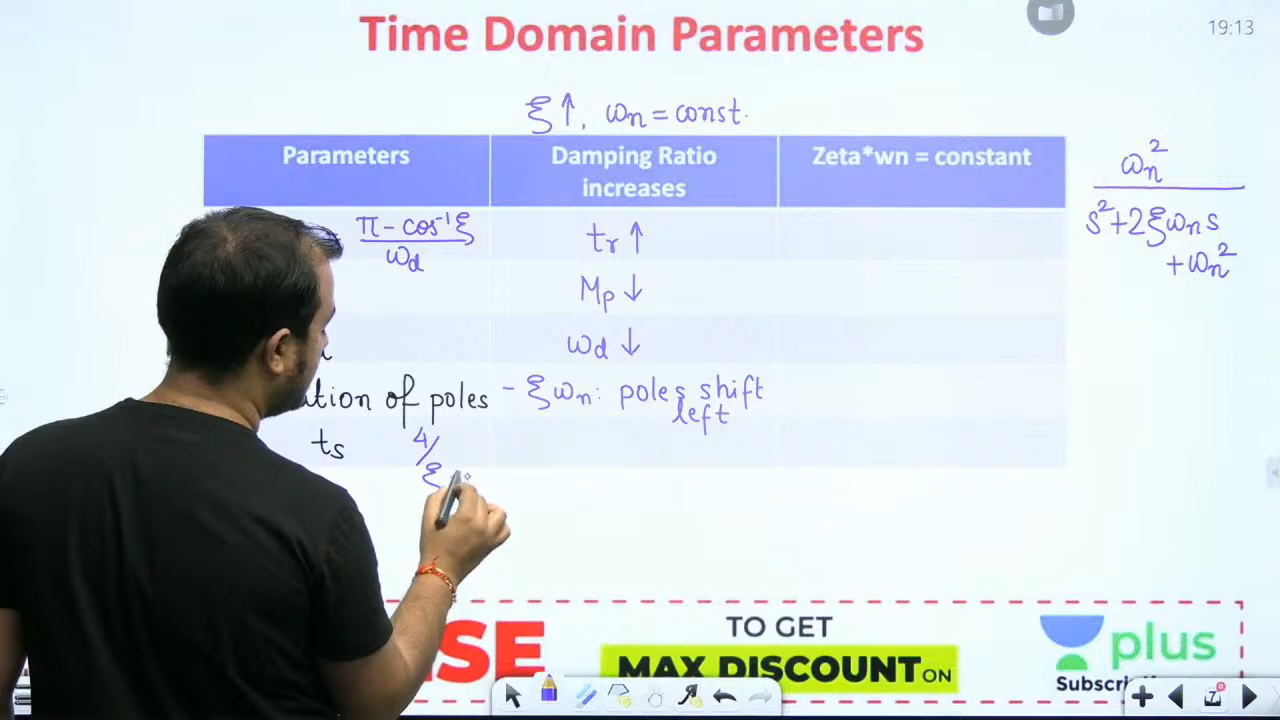 19:13
Time Domain Parameters
ξ↑, ωn = const.
Parameters
Damping Ratio increases
Zeta*wn = constant
π - cos⁻¹ξ
ωd
tr ↑
Mp ↓
ωd ↓
of poles
- ξωn: poles shift
left
ts
4/
ξ
ωn²
s²+2ξωns
+ωn²
SE
TO GET
MAX DISCOUNT ON
plus
7